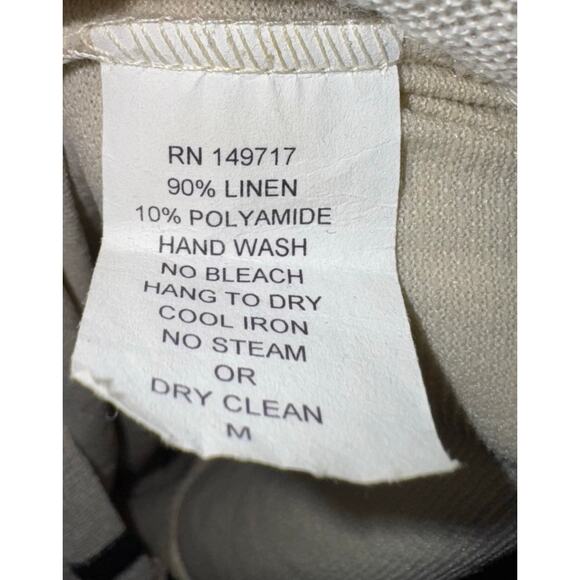 RN 149717
90% LINEN
10% POLYAMIDE
HAND WASH
NO BLEACH
HANG TO DRY
COOL IRON
NO STEAM
OR
DRY CLEAN
M